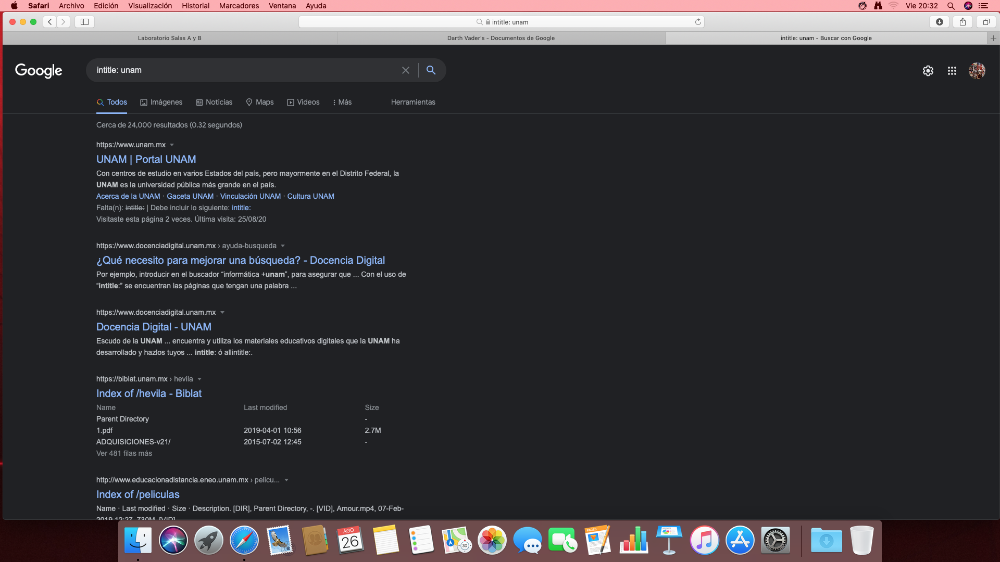 Safari Archivo Edición Visualización Historial Marcadores Ventana Ayuda Vie 20:32
intitle: unam
Laboratorio Salas A y B
Darth Vader's - Documentos de Google
intitle: unam - Buscar con Google
Google
intitle: unam
Todos Imágenes Noticias Maps Videos Más Herramientas
Cerca de 24,000 resultados (0.32 segundos)
https://www.unam.mx
UNAM | Portal UNAM
Con centros de estudio en varios Estados del país, pero mayormente en el Distrito Federal, la
UNAM es la universidad pública más grande en el país.
Acerca de la UNAM · Gaceta UNAM · Vinculación UNAM · Cultura UNAM
Falta(n): intitle: | Debe incluir lo siguiente: intitle:
Visitaste esta página 2 veces. Última visita: 25/08/20
https://www.docenciadigital.unam.mx › ayuda-busqueda
¿Qué necesito para mejorar una búsqueda? - Docencia Digital
Por ejemplo, introducir en el buscador “informática +unam”, para asegurar que ... Con el uso de
“intitle:” se encuentran las páginas que tengan una palabra ...
https://www.docenciadigital.unam.mx
Docencia Digital - UNAM
Escudo de la UNAM ... encuentra y utiliza los materiales educativos digitales que la UNAM ha
desarrollado y hazlos tuyos ... intitle: ó allintitle:.
https://biblat.unam.mx › hevila
Index of /hevila - Biblat
Name Last modified Size
Parent Directory -
1.pdf 2019-04-01 10:56 2.7M
ADQUISICIONES-v21/ 2015-07-02 12:45 -
Ver 481 filas más
http://www.educacionadistancia.eneo.unam.mx › pelicu...
Index of /peliculas
Name · Last modified · Size · Description. [DIR], Parent Directory, -. [VID], Amour.mp4, 07-Feb-
2019 12:27, 730M. [VID]
AGO
26
3D
PAGES